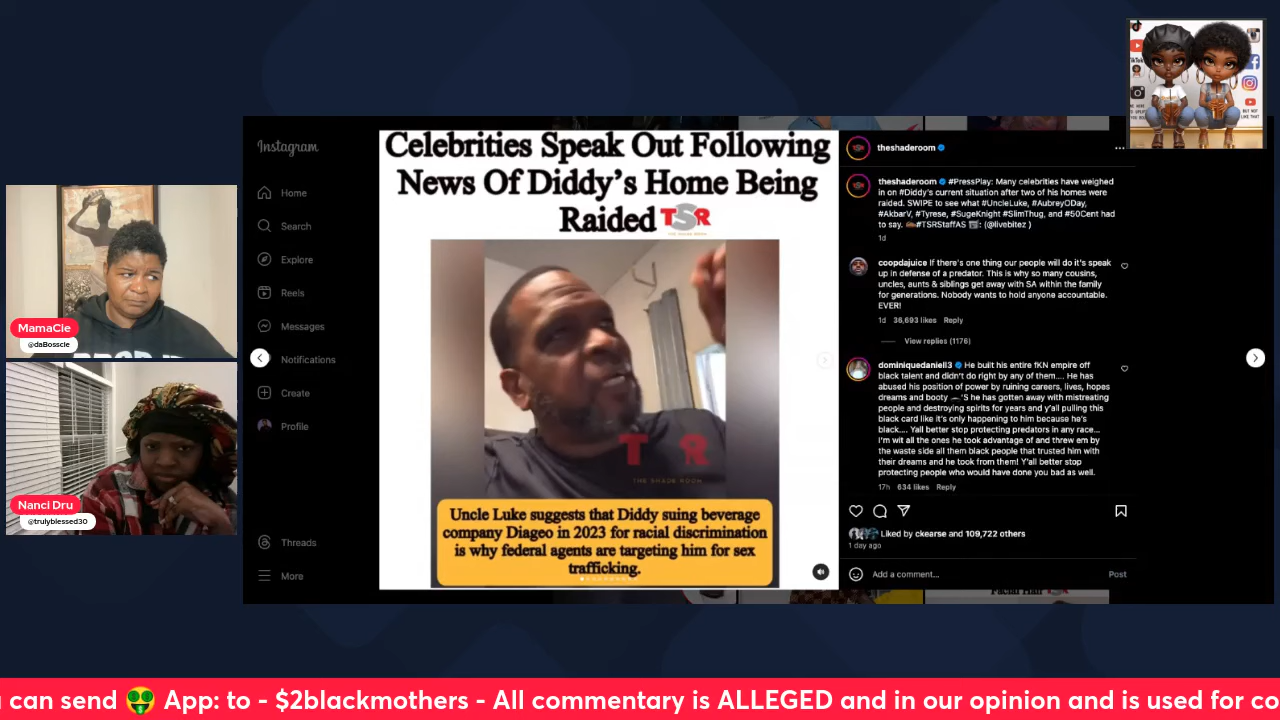 Instagram
Home
Search
Explore
Reels
Messages
Notifications
Create
Profile
Threads
More
MamaCie
@daBosscie
Nanci Dru
@trulyblessed30
Celebrities Speak Out Following
News Of Diddy's Home Being
Raided TSR
TSR
THE SHADE ROOM
Uncle Luke suggests that Diddy suing beverage
company Diageo in 2023 for racial discrimination
is why federal agents are targeting him for sex
trafficking.
theshaderoom
theshaderoom #PressPlay: Many celebrities have weighed
in on #Diddy's current situation after two of his homes were
raided. SWIPE to see what #UncleLuke, #AubreyODay,
#AkbarV, #Tyrese, #SugeKnight #SlimThug, and #50Cent had
to say. #TSRStaffAS : (@livebitez )
1d
coopdajuice If there's one thing our people will do it's speak
up in defense of a predator. This is why so many cousins,
uncles, aunts & siblings get away with SA within the family
for generations. Nobody wants to hold anyone accountable.
EVER!
1d 36,693 likes Reply
View replies (1176)
dominiquedaniell3 He built his entire fKN empire off
black talent and didn't do right by any of them.... He has
abused his position of power by ruining careers, lives, hopes
dreams and booty 'S he has gotten away with mistreating
people and destroying spirits for years and y'all pulling this
black card like it's only happening to him because he's
black.... Yall better stop protecting predators in any race...
I'm wit all the ones he took advantage of and threw em by
the waste side all them black people that trusted him with
their dreams and he took from them! Y'all better stop
protecting people who would have done you bad as well.
17h 634 likes Reply
Liked by ckearse and 109,722 others
1 day ago
Add a comment... Post
can send 🤑 App: to - $2blackmothers - All commentary is ALLEGED and in our opinion and is used for co